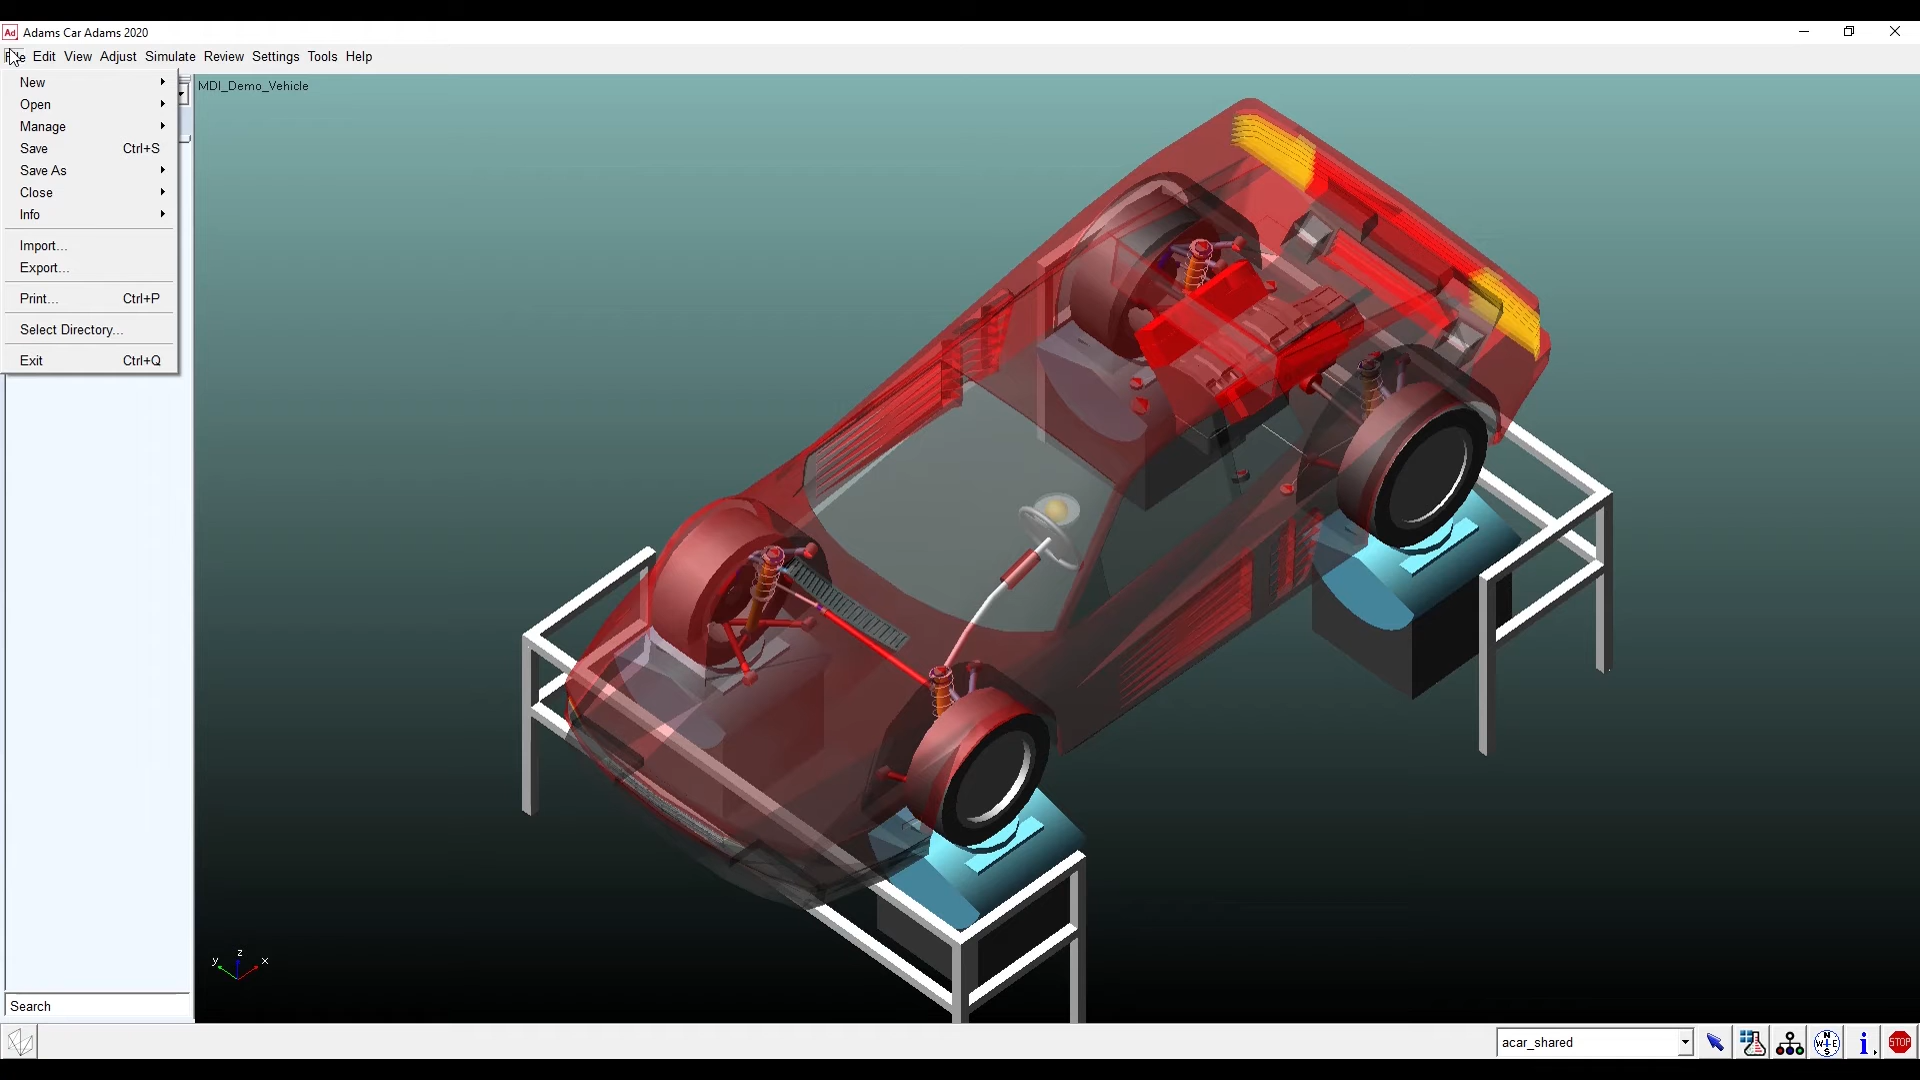 Ad Adams Car Adams 2020
File Edit View Adjust Simulate Review Settings Tools Help
New
Open
Manage
Save Ctrl+S
Save As
Close
Info
Import...
Export...
Print... Ctrl+P
Select Directory...
Exit Ctrl+Q
MDI_Demo_Vehicle
y z x
Search
acar_shared
N
W E
S
i
STOP